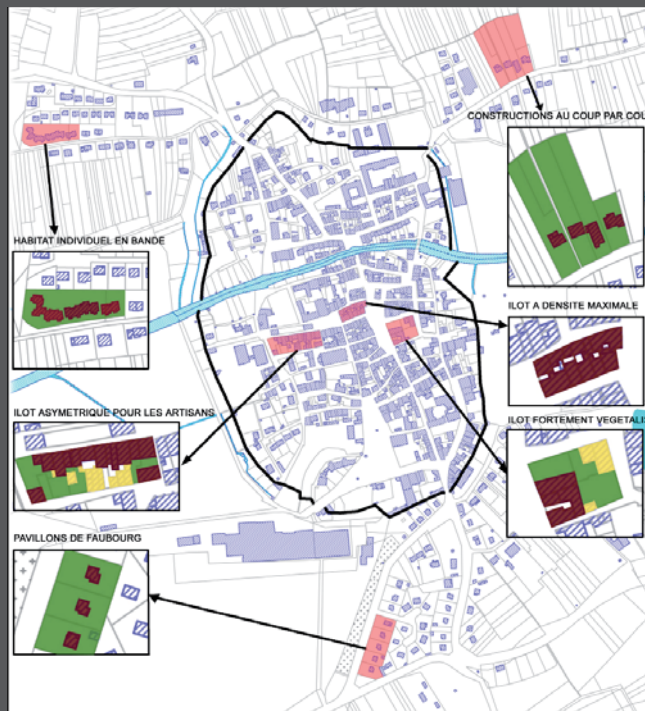 CONSTRUCTIONS AU COUP PAR COU
HABITAT INDIVIDUEL EN BANDE
ILOT A DENSITE MAXIMALE
ILOT ASYMETRIQUE POUR LES ARTISANS
ILOT FORTEMENT VEGETALIS
PAVILLONS DE FAUBOURG